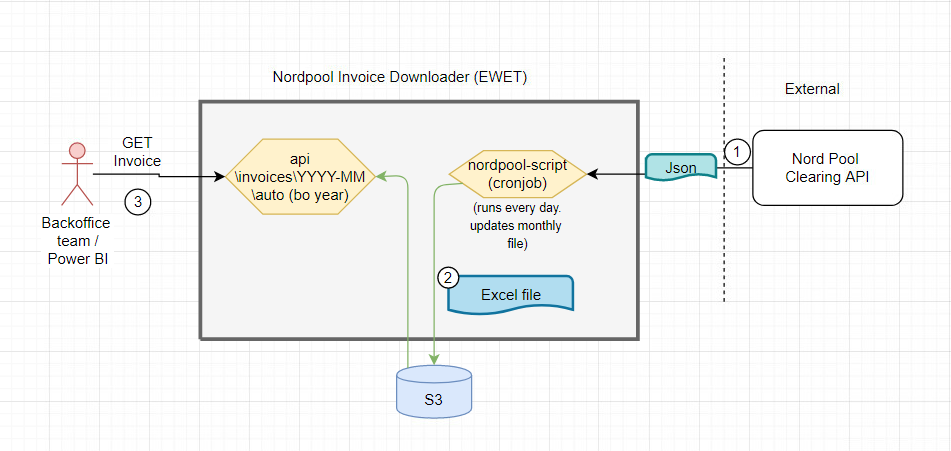 Nordpool Invoice Downloader (EWET)
External
GET
Invoice
3
Backoffice
team /
Power BI
api
\invoices\YYYY-MM
\auto (bo year)
nordpool-script
(cronjob)
(runs every day.
updates monthly
file)
Json
1
Nord Pool
Clearing API
2
Excel file
S3